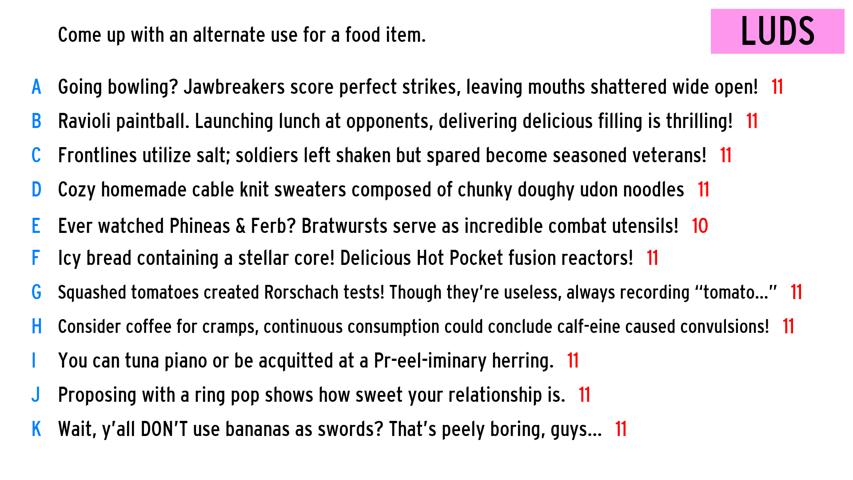 LUDS
Come up with an alternate use for a food item.
A Going bowling? Jawbreakers score perfect strikes, leaving mouths shattered wide open! 11
B Ravioli paintball. Launching lunch at opponents, delivering delicious filling is thrilling! 11
C Frontlines utilize salt; soldiers left shaken but spared become seasoned veterans! 11
D Cozy homemade cable knit sweaters composed of chunky doughy udon noodles 11
E Ever watched Phineas & Ferb? Bratwursts serve as incredible combat utensils! 10
F Icy bread containing a stellar core! Delicious Hot Pocket fusion reactors! 11
G Squashed tomatoes created Rorschach tests! Though they're useless, always recording “tomato...” 11
H Consider coffee for cramps, continuous consumption could conclude calf-eine caused convulsions! 11
I You can tuna piano or be acquitted at a Pr-eel-iminary herring. 11
J Proposing with a ring pop shows how sweet your relationship is. 11
K Wait, y'all DON'T use bananas as swords? That's peely boring, guys... 11